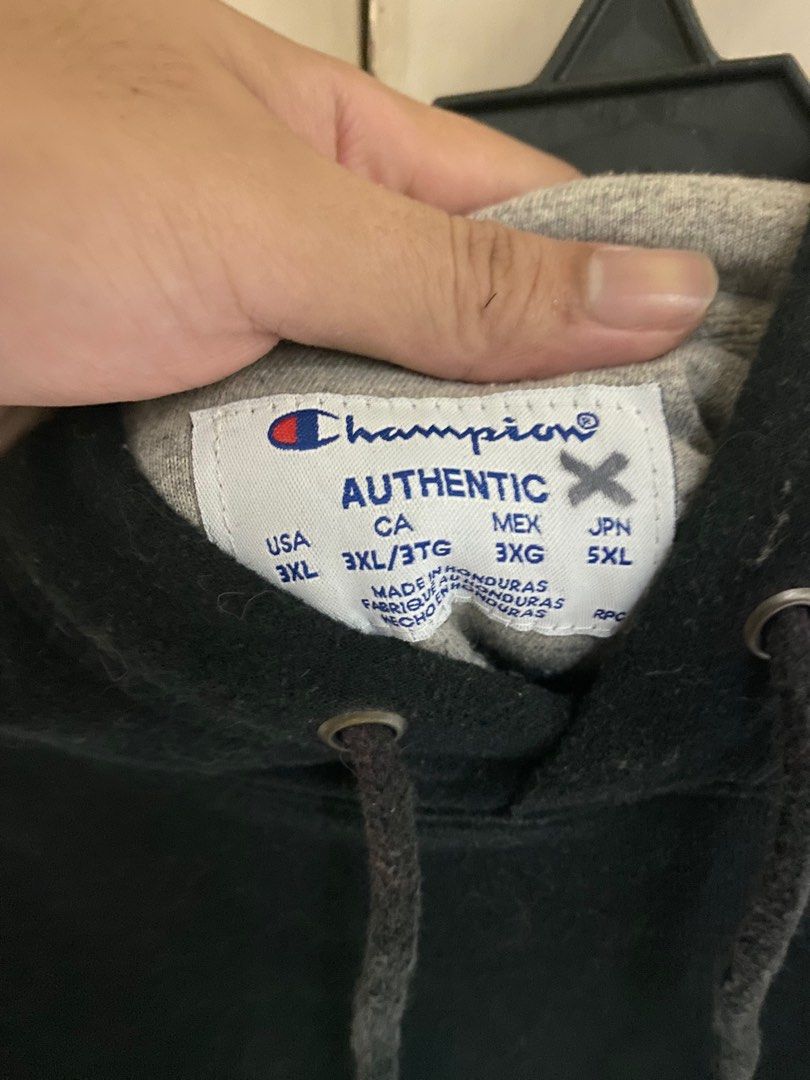 Champion®
AUTHENTIC
USA CA MEX JPN
3XL 3XL/3TG 3XG 5XL
MADE IN HONDURAS
FABRIQUÉ AU HONDURAS
HECHO EN HONDURAS
RPC